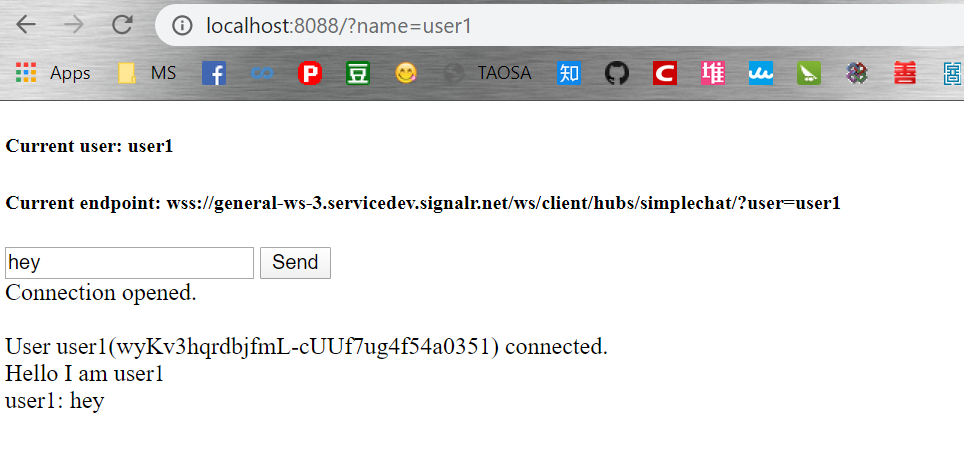 localhost:8088/?name=user1
Apps MS TAOSA 知 C 堆 善
Current user: user1
Current endpoint: wss://general-ws-3.servicedev.signalr.net/ws/client/hubs/simplechat/?user=user1
hey Send
Connection opened.
User user1(wyKv3hqrdbjfmL-cUUf7ug4f54a0351) connected.
Hello I am user1
user1: hey